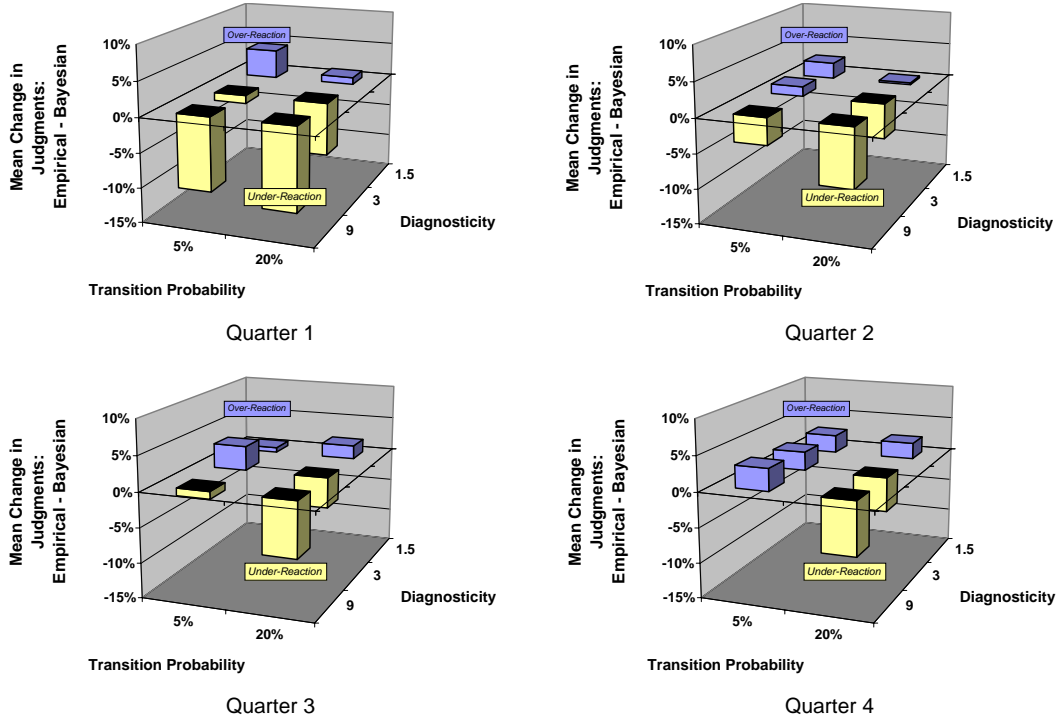 Mean Change in
Judgments:
Empirical - Bayesian
10%
5%
0%
-5%
-10%
-15%
Over-Reaction
Under-Reaction
1.5
3
9
Diagnosticity
5%
20%
Transition Probability
Quarter 1
Mean Change in
Judgments:
Empirical - Bayesian
10%
5%
0%
-5%
-10%
-15%
Over-Reaction
Under-Reaction
1.5
3
9
Diagnosticity
5%
20%
Transition Probability
Quarter 2
Mean Change in
Judgments:
Empirical - Bayesian
10%
5%
0%
-5%
-10%
-15%
Over-Reaction
Under-Reaction
1.5
3
9
Diagnosticity
5%
20%
Transition Probability
Quarter 3
Mean Change in
Judgments:
Empirical - Bayesian
10%
5%
0%
-5%
-10%
-15%
Over-Reaction
Under-Reaction
1.5
3
9
Diagnosticity
5%
20%
Transition Probability
Quarter 4